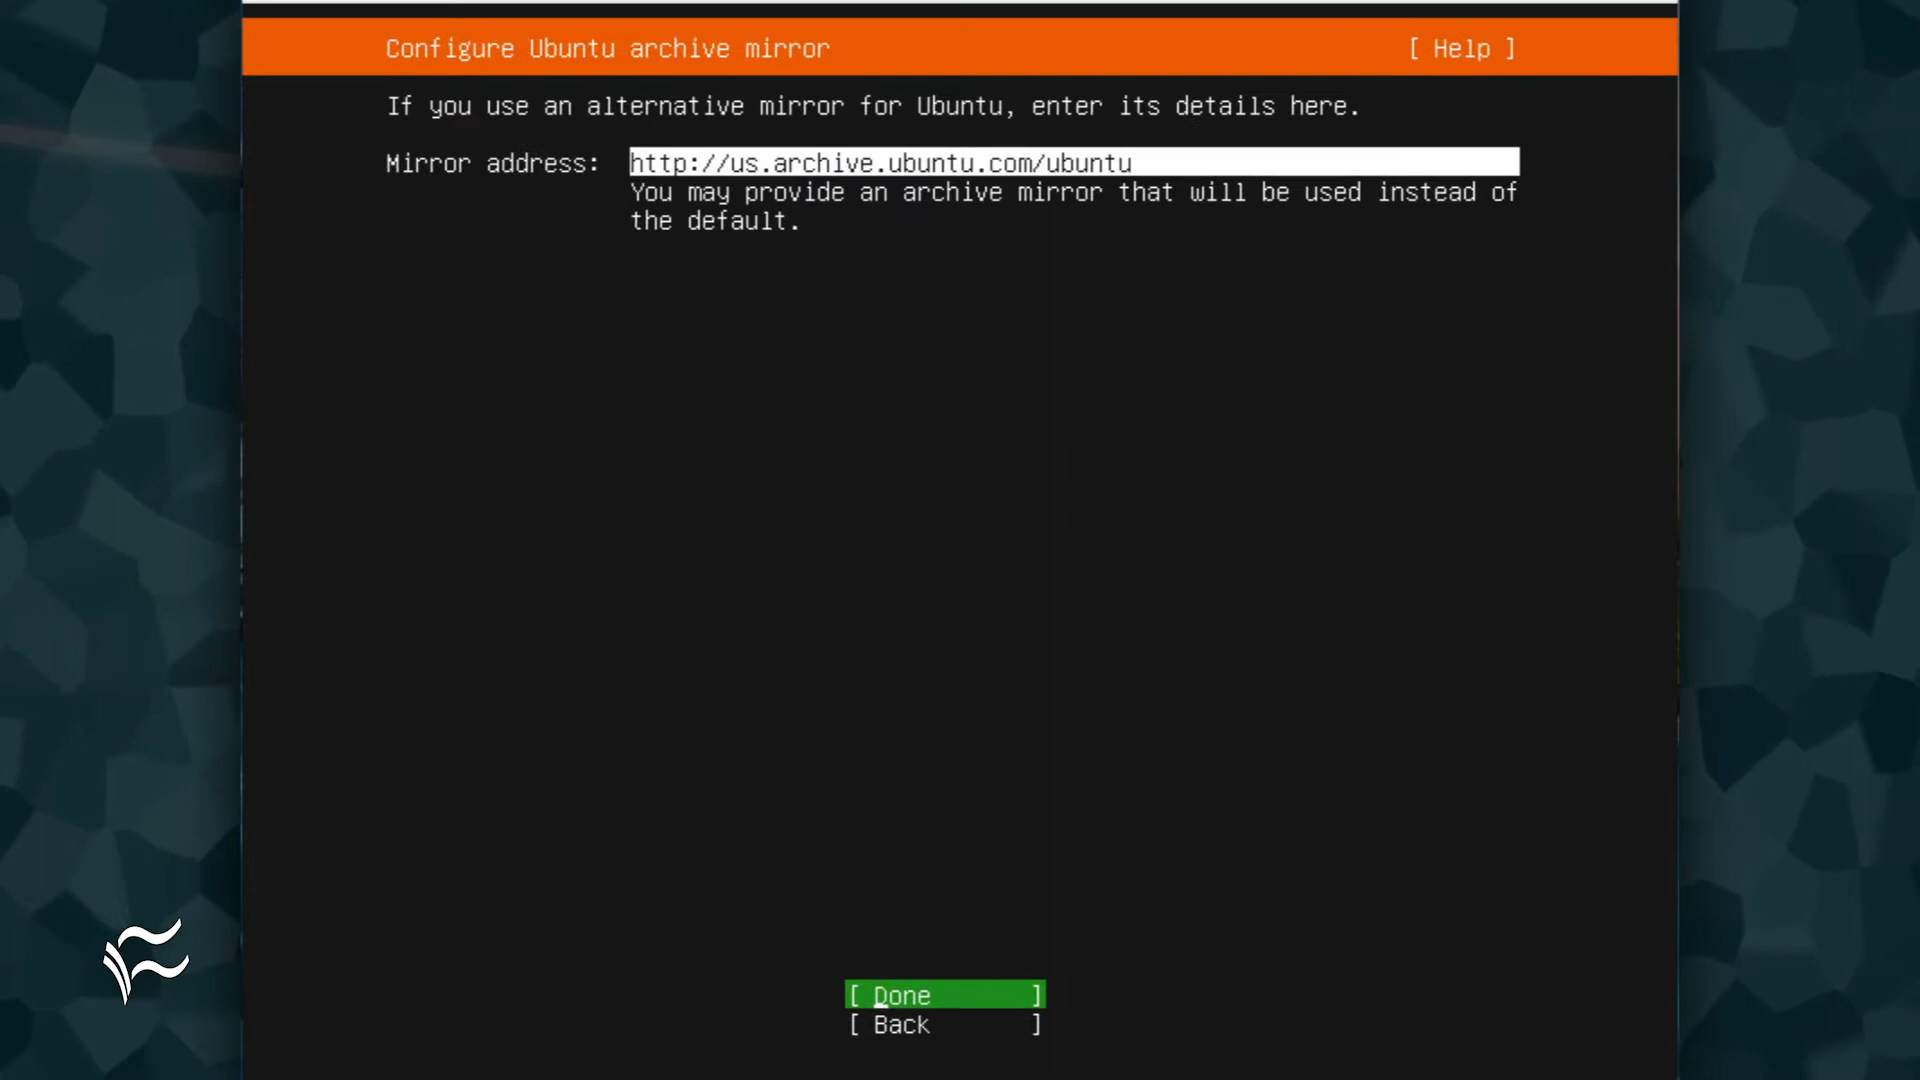 Configure Ubuntu archive mirror [ Help ]
If you use an alternative mirror for Ubuntu, enter its details here.
Mirror address: http://us.archive.ubuntu.com/ubuntu
You may provide an archive mirror that will be used instead of
the default.
[ Done ]
[ Back ]